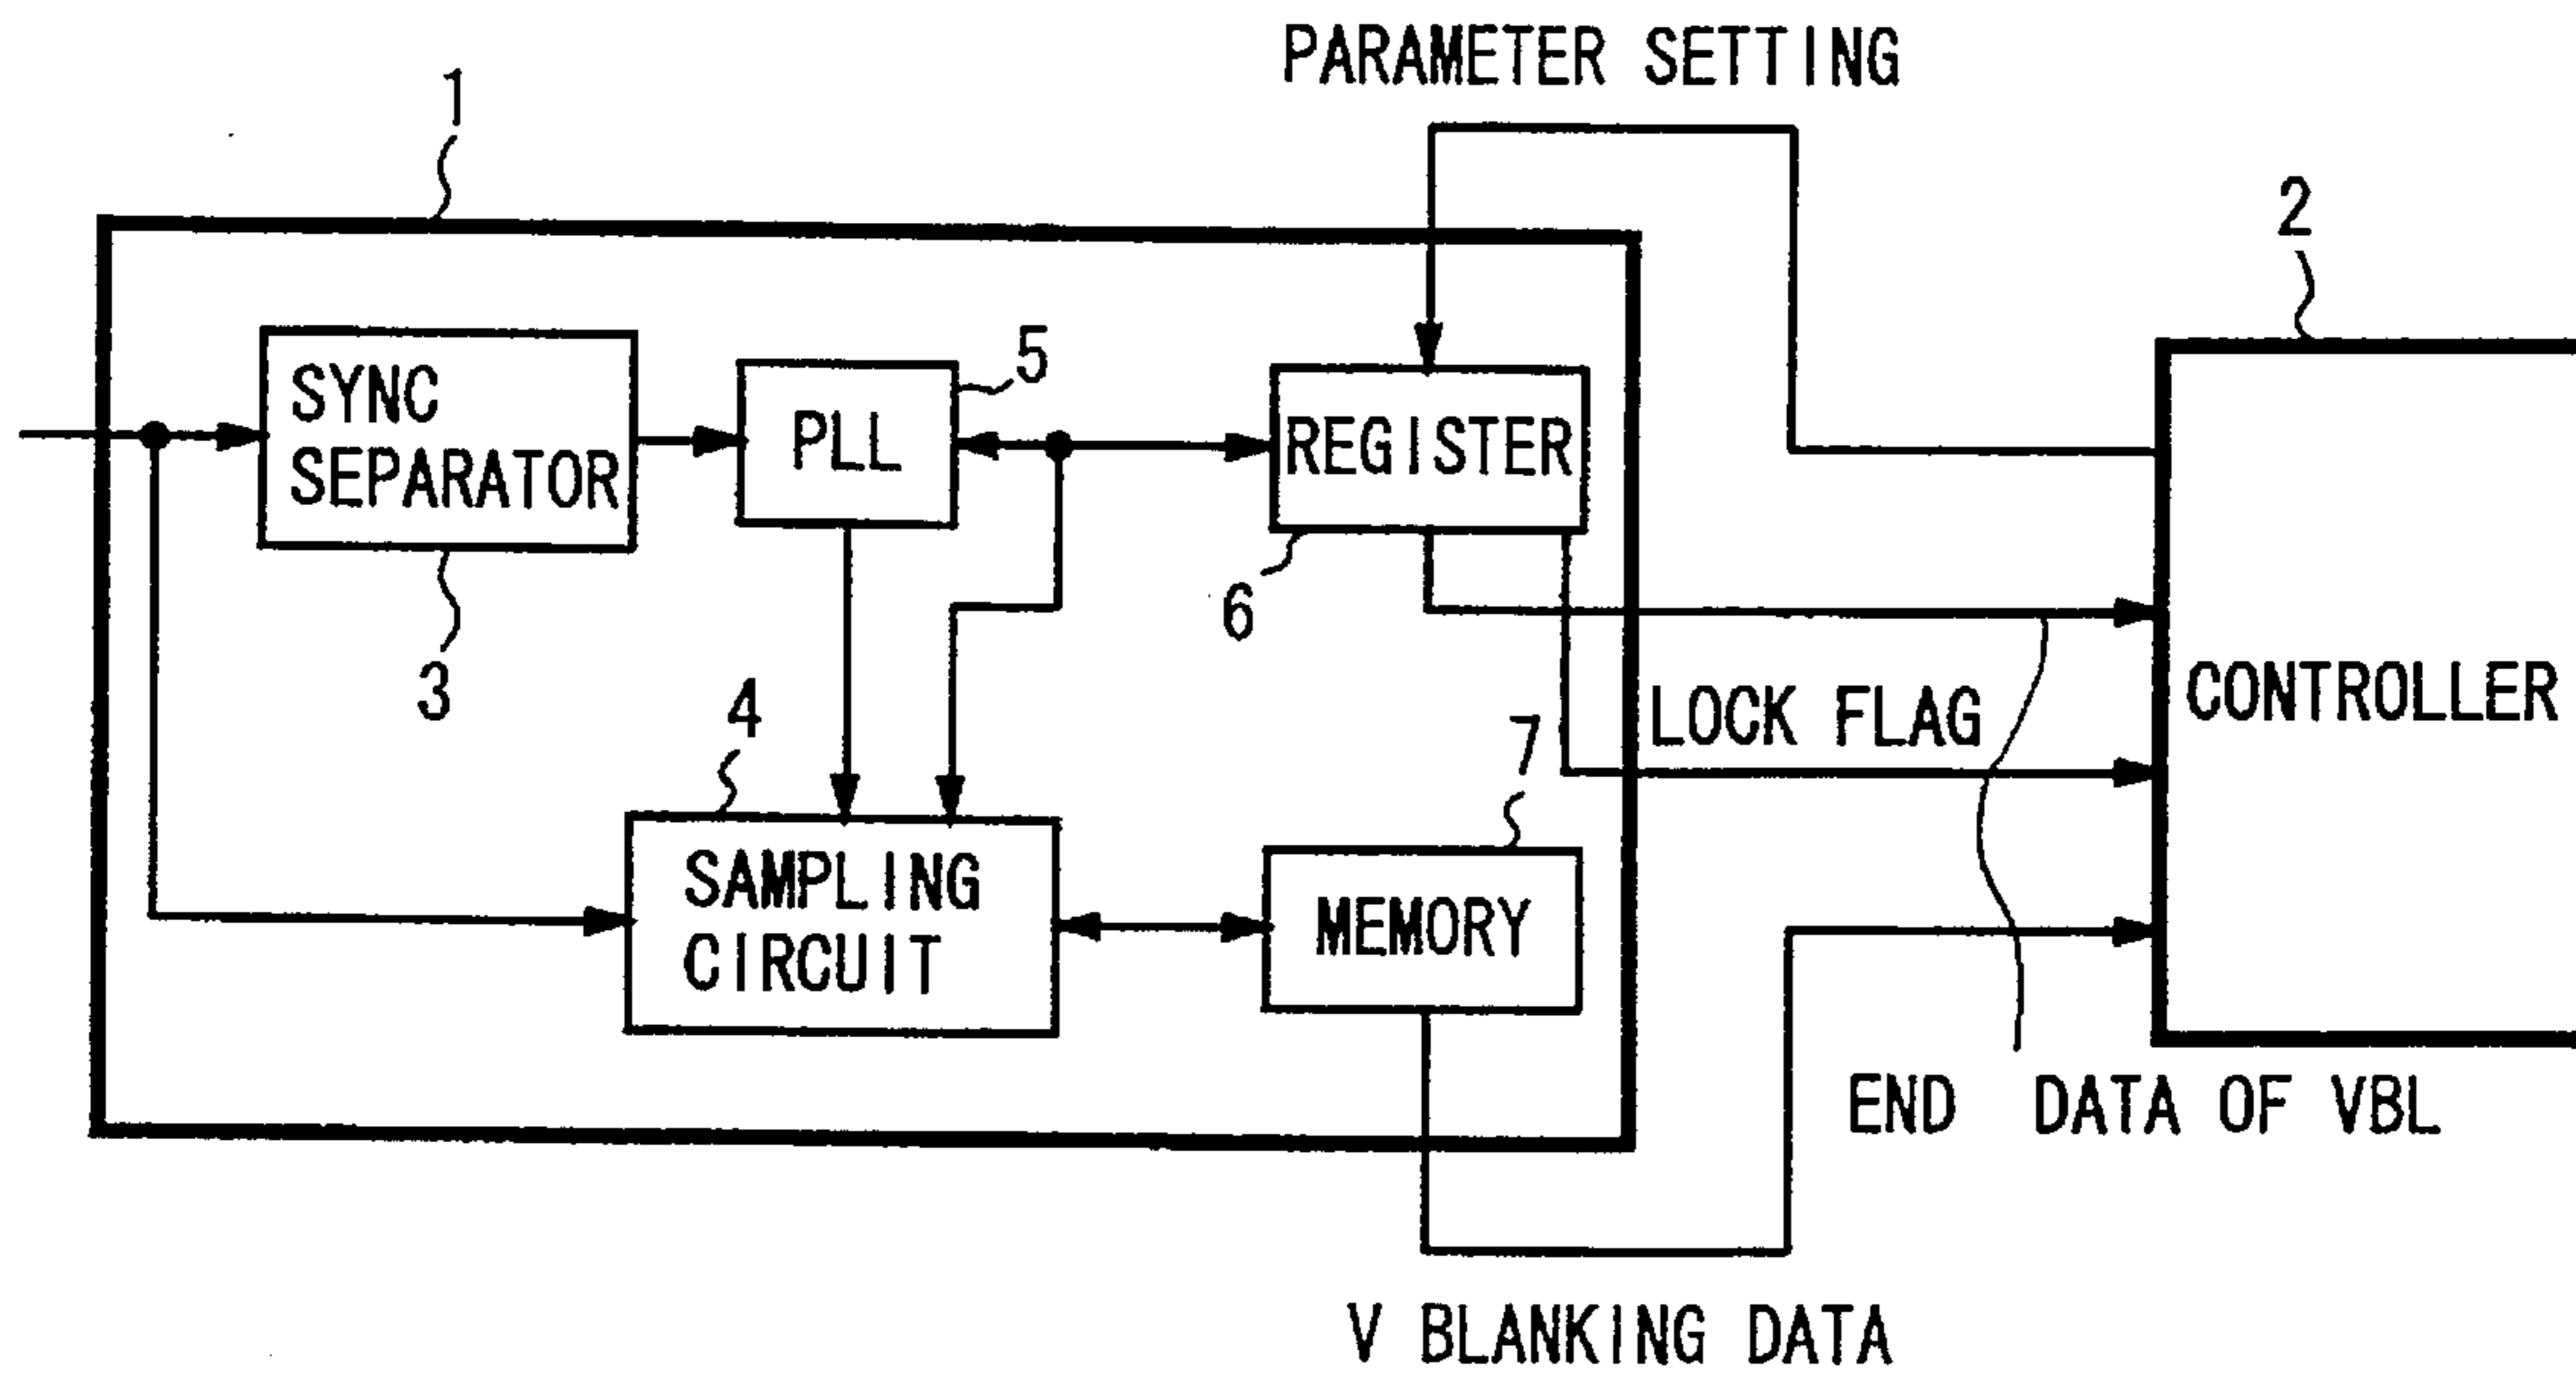 PARAMETER SETTING
1
2
SYNC
SEPARATOR
3
PLL
5
REGISTER
6
LOCK FLAG
CONTROLLER
4
SAMPLING
CIRCUIT
7
MEMORY
END DATA OF VBL
V BLANKING DATA